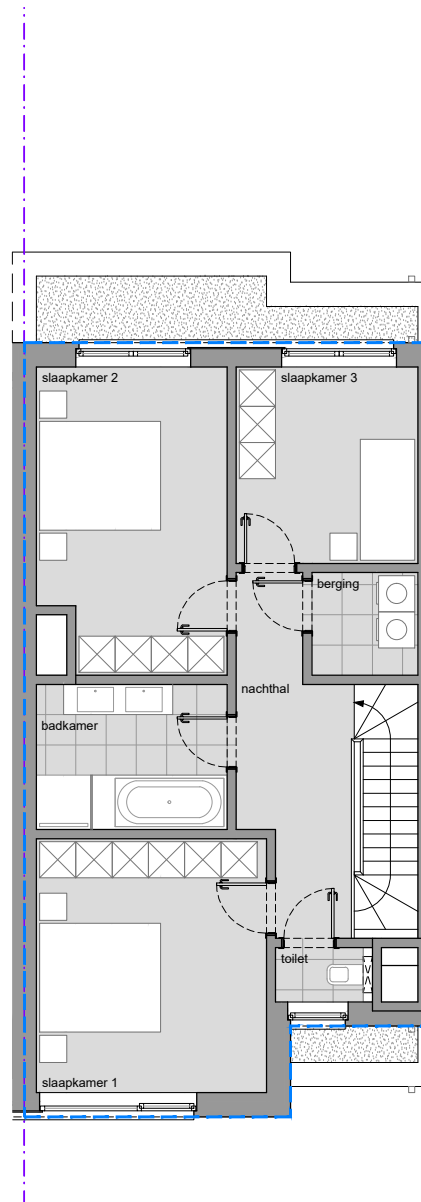 slaapkamer 2
slaapkamer 3
berging
nachthal
badkamer
toilet
slaapkamer 1